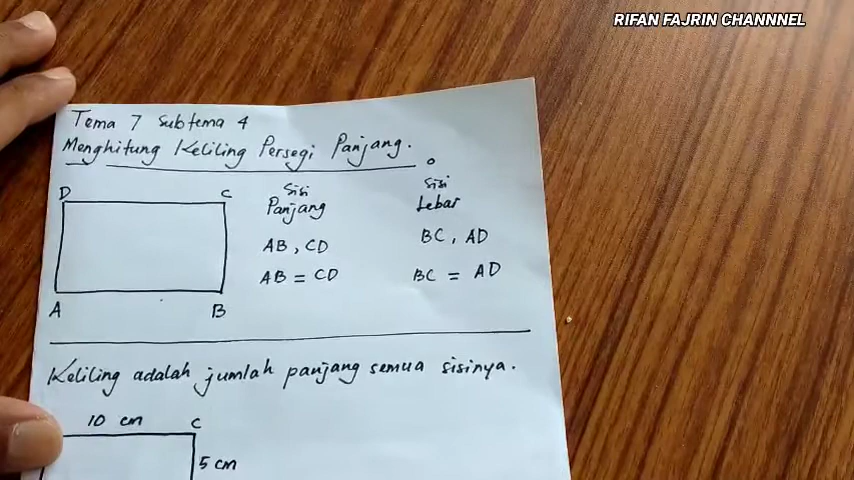 RIFAN FAJRIN CHANNNEL
Tema 7 Subtema 4
Menghitung Keliling Persegi Panjang.
D C Sisi Sisi
Panjang Lebar
AB, CD BC, AD
AB = CD BC = AD
A B
Keliling adalah jumlah panjang semua sisinya.
10 cm C
5 cm